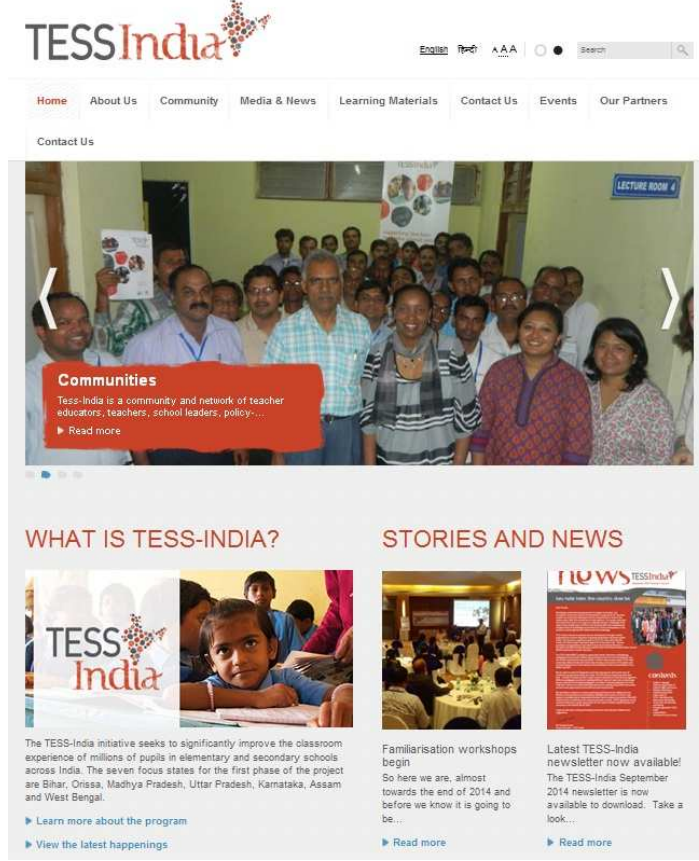 TESSIndia
English हिन्दी A A A Search
Home About Us Community Media & News Learning Materials Contact Us Events Our Partners
Contact Us
LECTURE ROOM 4
TESS India
Communities
Tess-India is a community and network of teacher
educators, teachers, school leaders, policy-...
Read more
WHAT IS TESS-INDIA?
TESS
India
The TESS-India initiative seeks to significantly improve the classroom
experience of millions of pupils in elementary and secondary schools
across India. The seven focus states for the first phase of the project
are Bihar, Orissa, Madhya Pradesh, Uttar Pradesh, Karnataka, Assam
and West Bengal.
Learn more about the program
View the latest happenings
STORIES AND NEWS
Familiarisation workshops
begin
So here we are, almost
towards the end of 2014 and
before we know it is going to
be...
Read more
news TESSIndia
contents
Latest TESS-India
newsletter now available!
The TESS-India September
2014 newsletter is now
available to download. Take a
look...
Read more